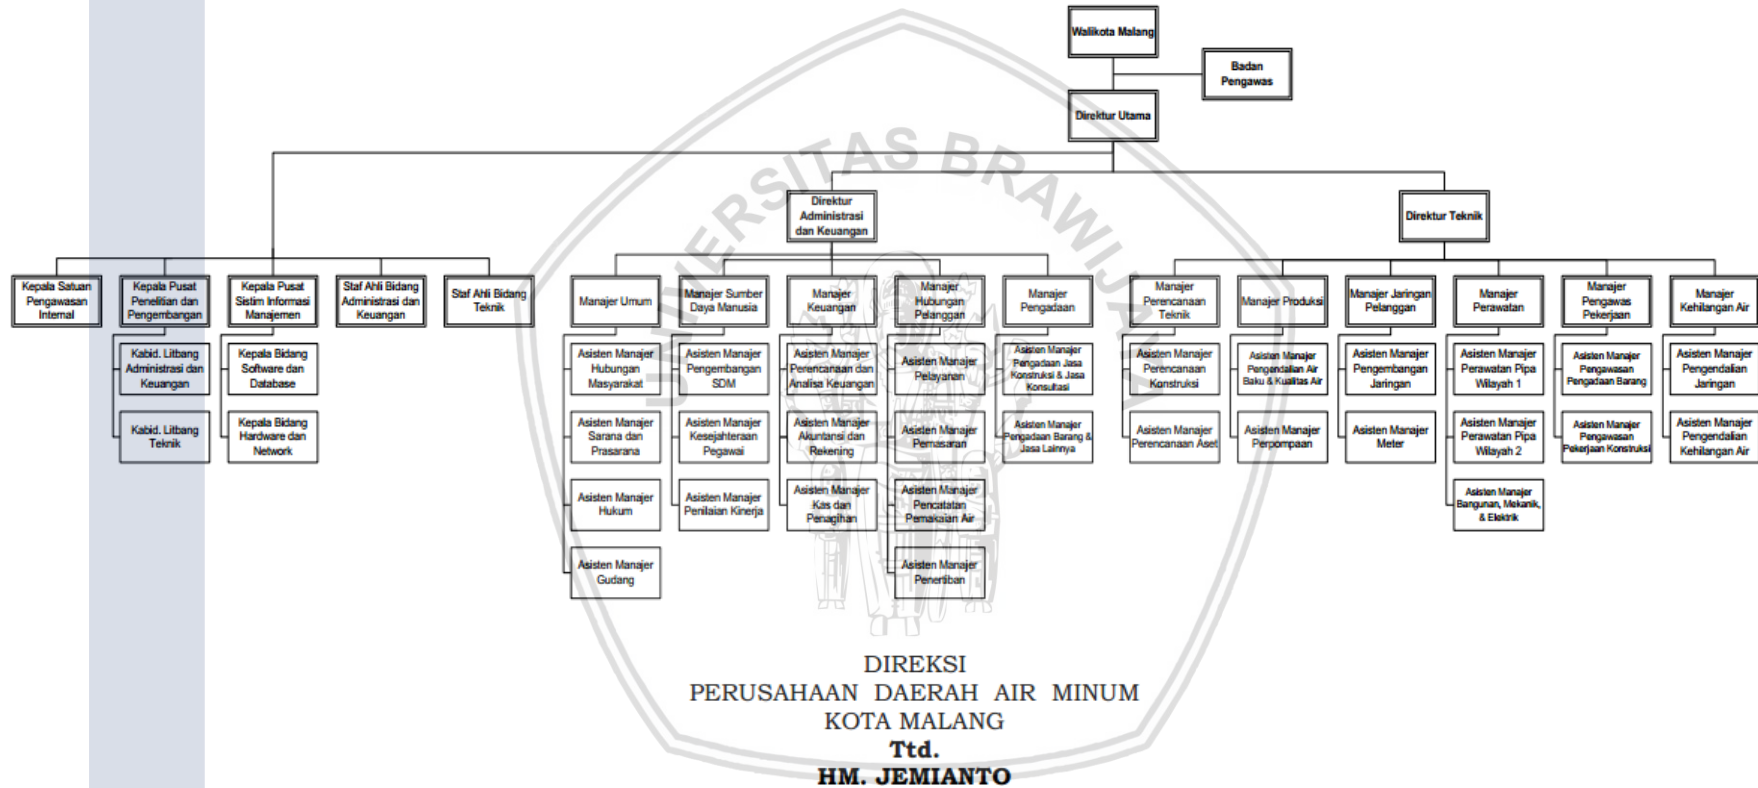 Walikota Malang
Badan
Pengawas
Direktur Utama
UNIVERSITAS BRAWIJAYA
Direktur
Administrasi
dan Keuangan
Direktur Teknik
Kepala Satuan
Pengawasan
Internal
Kepala Pusat
Penelitian dan
Pengembangan
Kepala Pusat
Sistim Informasi
Manajemen
Staf Ahli Bidang
Administrasi dan
Keuangan
Staf Ahli Bidang
Teknik
Manajer Umum
Manajer Sumber
Daya Manusia
Manajer
Keuangan
Manajer
Hubungan
Pelanggan
Manajer
Pengadaan
Manajer
Perencanaan
Teknik
Manajer Produksi
Manajer Jaringan
Pelanggan
Manajer
Perawatan
Manajer
Pengawas
Pekerjaan
Manajer
Kehilangan Air
Kabid. Litbang
Administrasi dan
Keuangan
Kepala Bidang
Software dan
Database
Asisten Manajer
Hubungan
Masyarakat
Asisten Manajer
Pengembangan
SDM
Asisten Manajer
Perencanaan dan
Analisa Keuangan
Asisten Manajer
Pelayanan
Asisten Manajer
Pengadaan Jasa
Konstruksi & Jasa
Konsultasi
Asisten Manajer
Perencanaan
Konstruksi
Asisten Manajer
Pengendalian Air
Baku & Kualitas Air
Asisten Manajer
Pengembangan
Jaringan
Asisten Manajer
Perawatan Pipa
Wilayah 1
Asisten Manajer
Pengawasan
Pengadaan Barang
Asisten Manajer
Pengendalian
Jaringan
Kabid. Litbang
Teknik
Kepala Bidang
Hardware dan
Network
Asisten Manajer
Sarana dan
Prasarana
Asisten Manajer
Kesejahteraan
Pegawai
Asisten Manajer
Akuntansi dan
Rekening
Asisten Manajer
Pemasaran
Asisten Manajer
Pengadaan Barang &
Jasa Lainnya
Asisten Manajer
Perencanaan Aset
Asisten Manajer
Perpompaan
Asisten Manajer
Meter
Asisten Manajer
Perawatan Pipa
Wilayah 2
Asisten Manajer
Pengawasan
Pekerjaan Konstruksi
Asisten Manajer
Pengendalian
Kehilangan Air
Asisten Manajer
Hukum
Asisten Manajer
Penilaian Kinerja
Asisten Manajer
Kas dan
Penagihan
Asisten Manajer
Pencatatan
Pemakaian Air
Asisten Manajer
Bangunan, Mekanik,
& Elektrik
Asisten Manajer
Gudang
Asisten Manajer
Penertiban
DIREKSI
PERUSAHAAN DAERAH AIR MINUM
KOTA MALANG
Ttd.
HM. JEMIANTO